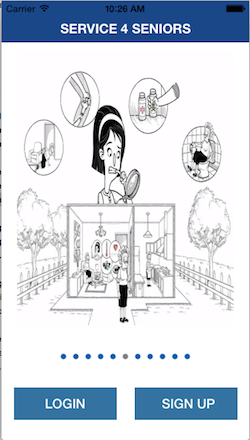 Carrier 10:26 AM
SERVICE 4 SENIORS
LOGIN SIGN UP